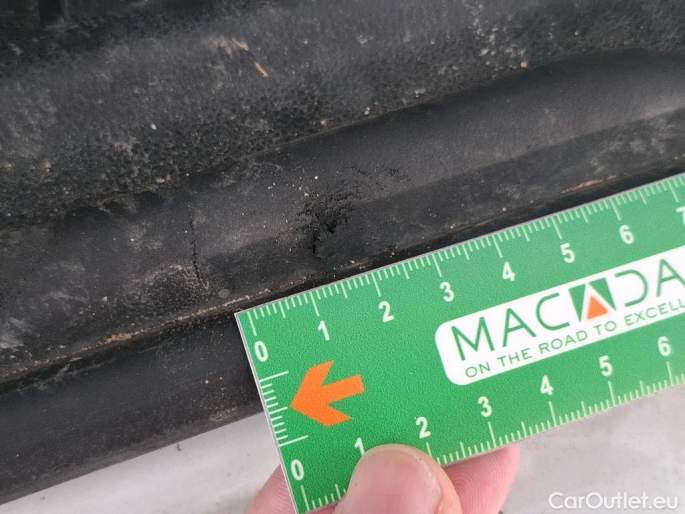 0 1 2 3 4 5 6 7
MACADA
ON THE ROAD TO EXCELL
0 1 2 3 4 5 6
CarOutlet.eu